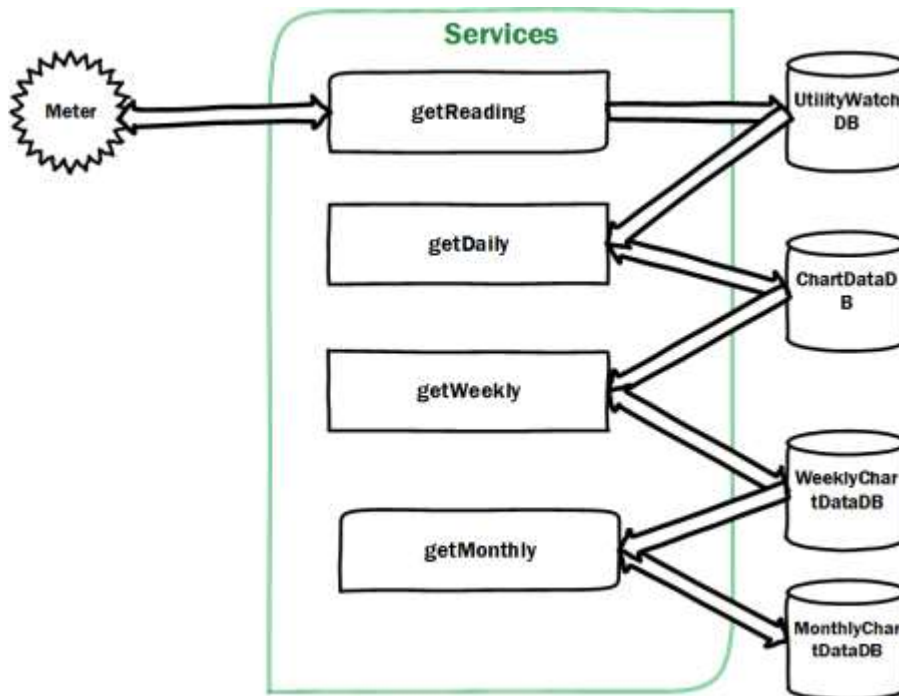 Services
Meter
getReading
UtilityWatch
DB
getDaily
ChartDataD
B
getWeekly
WeeklyChar
tDataDB
getMonthly
MonthlyChar
tDataDB